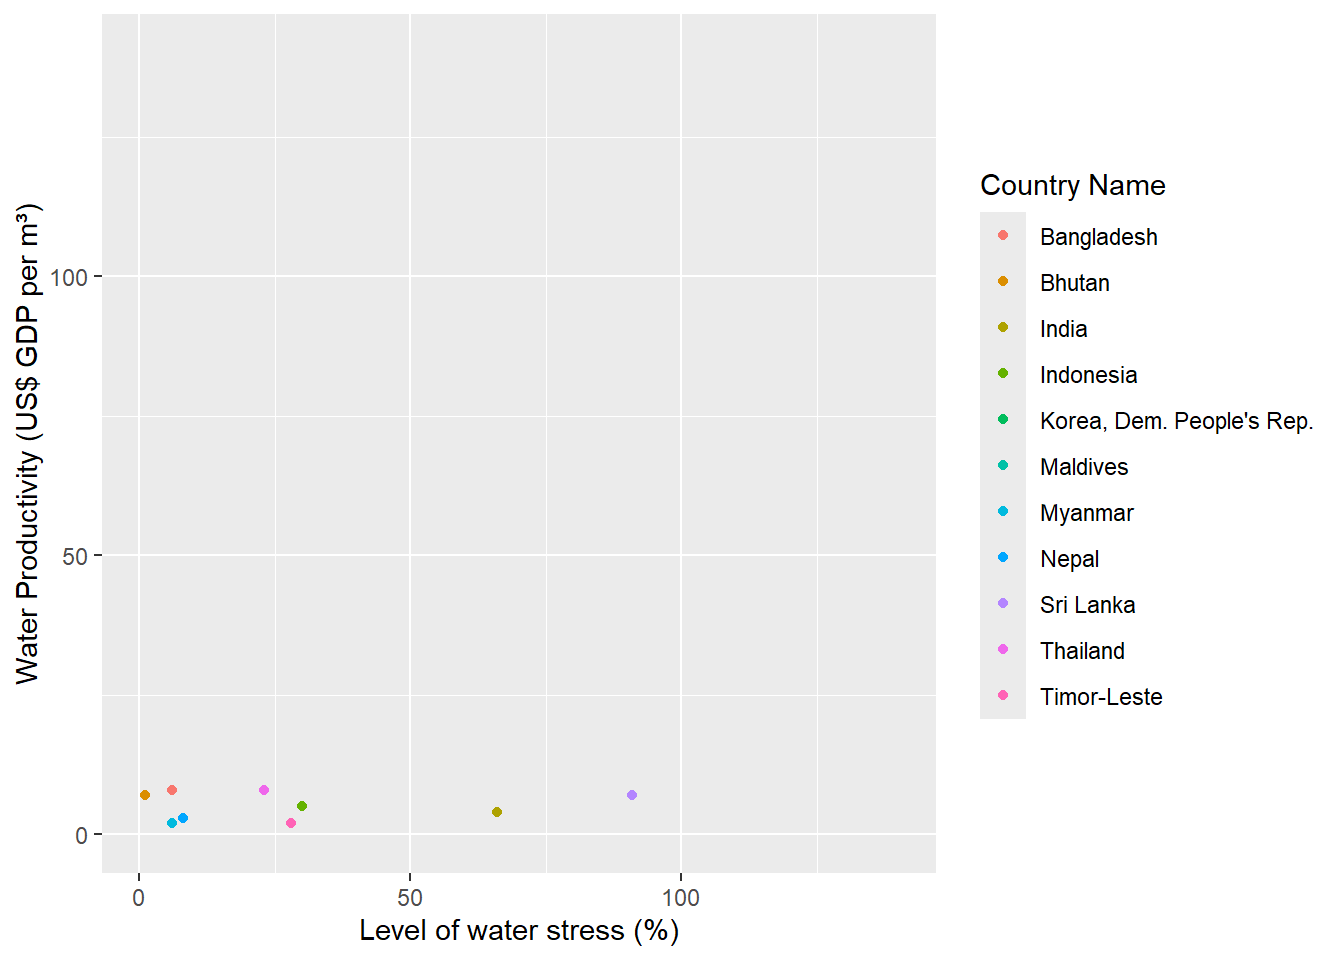 Water Productivity (US$ GDP per m³)
100
50
0
0 50 100
Level of water stress (%)
Country Name
Bangladesh
Bhutan
India
Indonesia
Korea, Dem. People's Rep.
Maldives
Myanmar
Nepal
Sri Lanka
Thailand
Timor-Leste